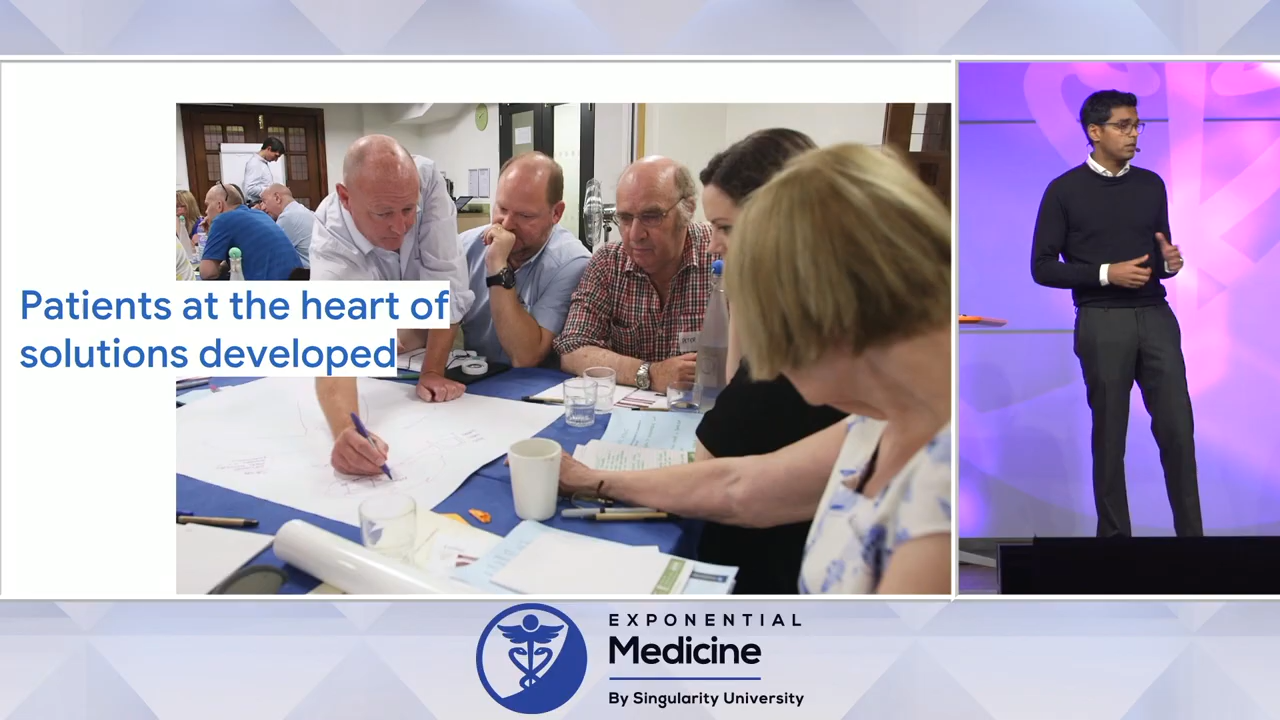 Patients at the heart of
solutions developed
EXPONENTIAL
Medicine
By Singularity University